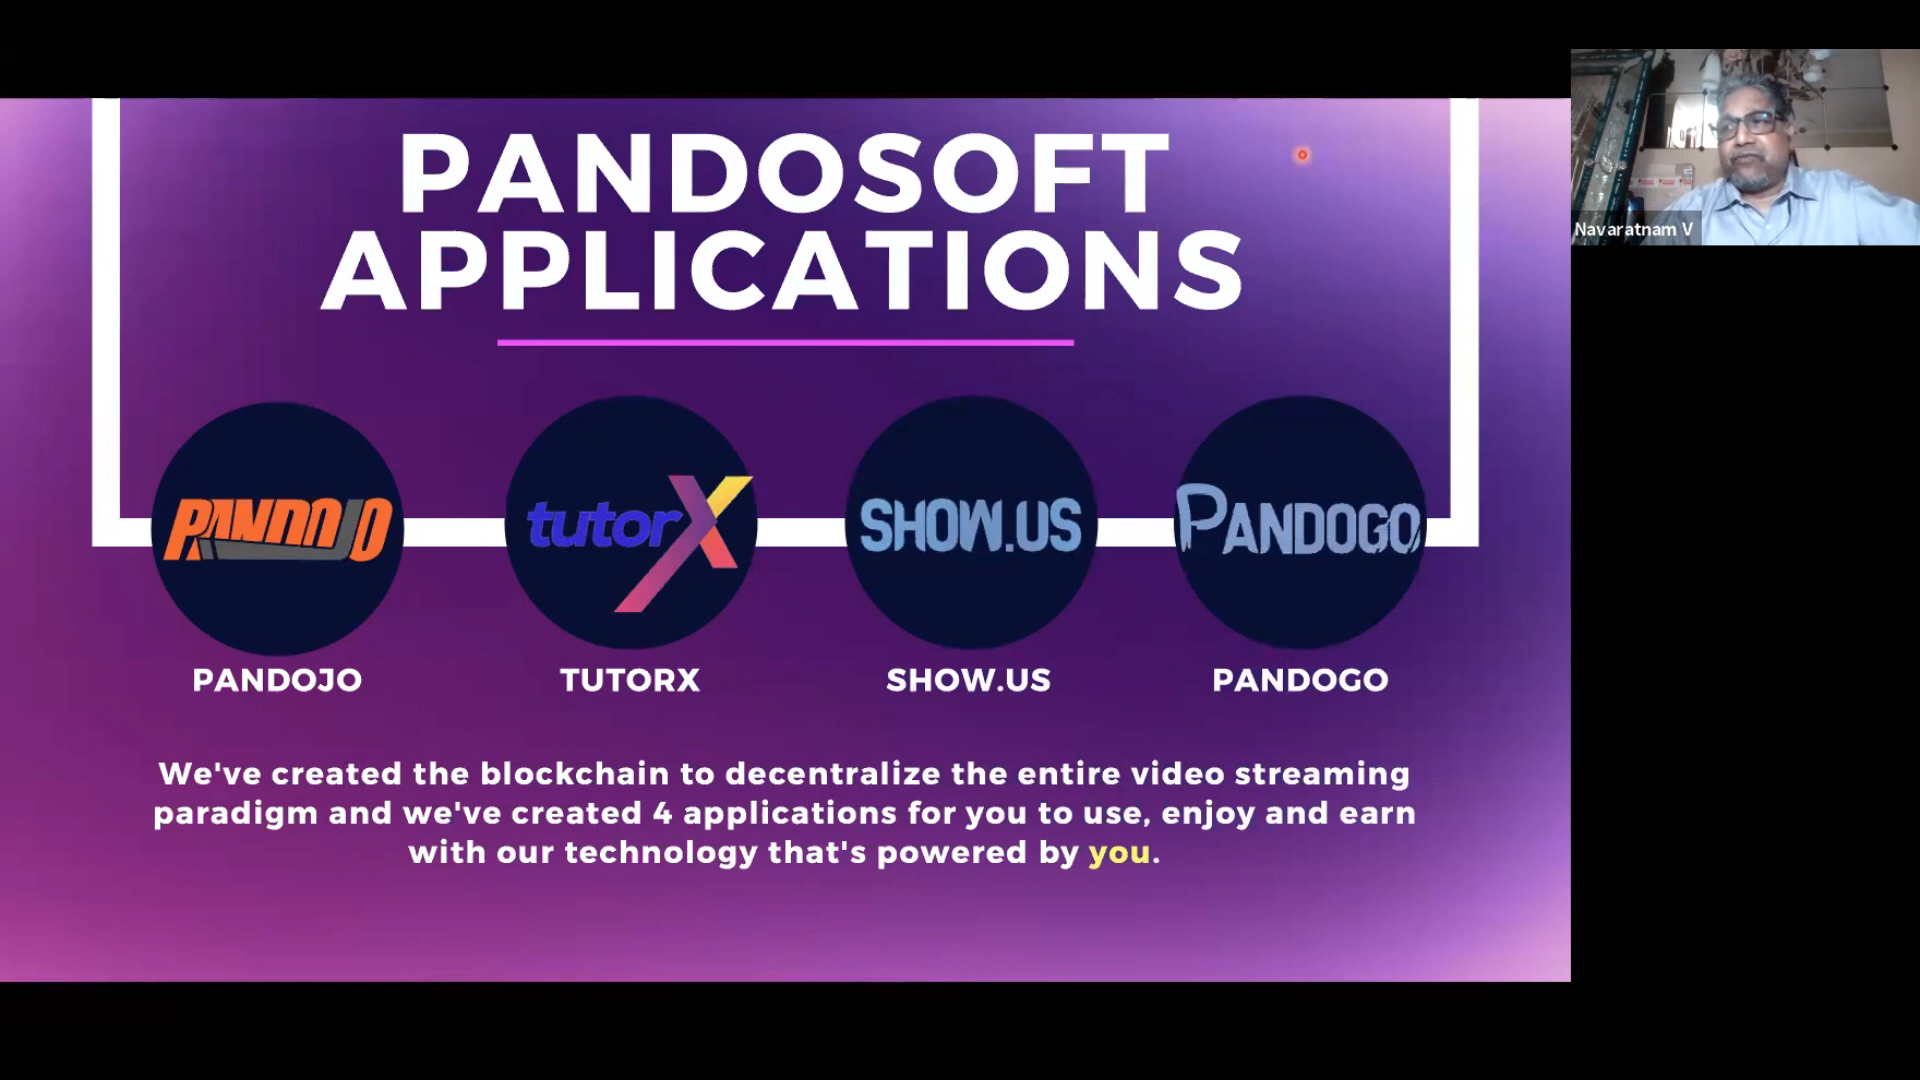 PANDOSOFT
APPLICATIONS
Navaratnam V
PANDOJO
tutorX
SHOW.US
PANDOGO
PANDOJO
TUTORX
SHOW.US
PANDOGO
We've created the blockchain to decentralize the entire video streaming
paradigm and we've created 4 applications for you to use, enjoy and earn
with our technology that's powered by you.